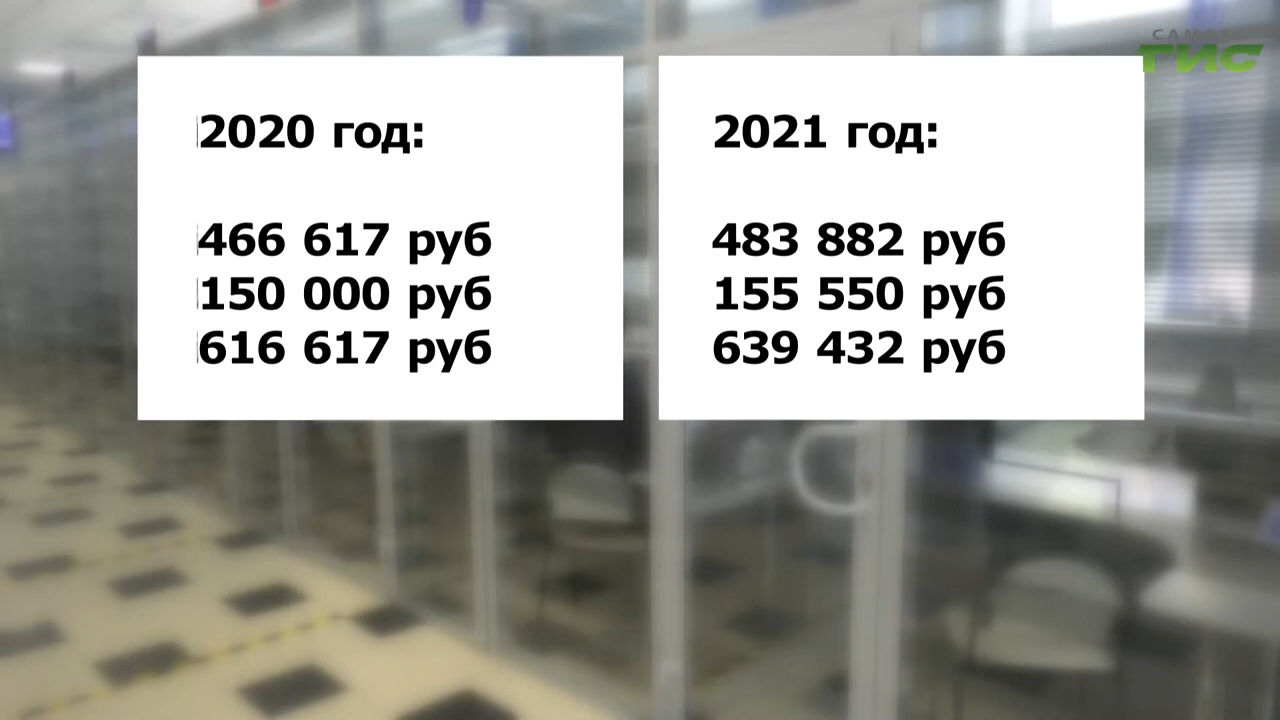 САМАРА
ГИС
2020 год:
466 617 руб
150 000 руб
616 617 руб
2021 год:
483 882 руб
155 550 руб
639 432 руб